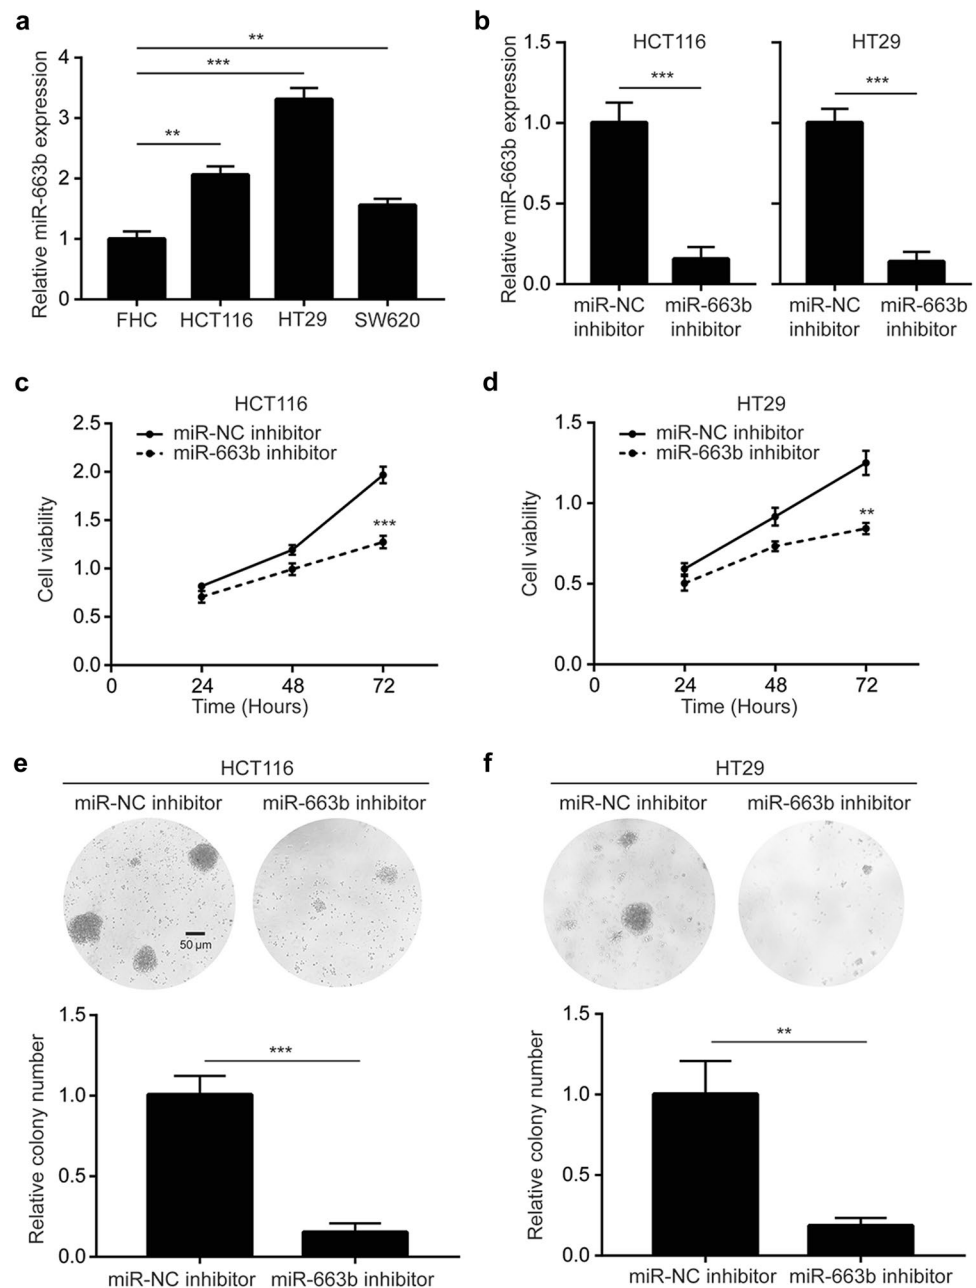 a
Relative miR-663b expression
4
3
2
1
0
**
***
**
FHC HCT116 HT29 SW620
b
Relative miR-663b expression
HCT116 HT29
1.5
1.0
0.5
0.0
*** ***
miR-NC miR-663b miR-NC miR-663b
inhibitor inhibitor inhibitor inhibitor
c
HCT116
Cell viability
2.5
2.0
1.5
1.0
0.5
0.0
miR-NC inhibitor
miR-663b inhibitor
***
0 24 48 72
Time (Hours)
d
HT29
Cell viability
1.5
1.0
0.5
0.0
miR-NC inhibitor
miR-663b inhibitor
**
0 24 48 72
Time (Hours)
e
HCT116
miR-NC inhibitor miR-663b inhibitor
50 µm
Relative colony number
1.5
1.0
0.5
0.0
***
miR-NC inhibitor miR-663b inhibitor
f
HT29
miR-NC inhibitor miR-663b inhibitor
Relative colony number
1.5
1.0
0.5
0.0
**
miR-NC inhibitor miR-663b inhibitor